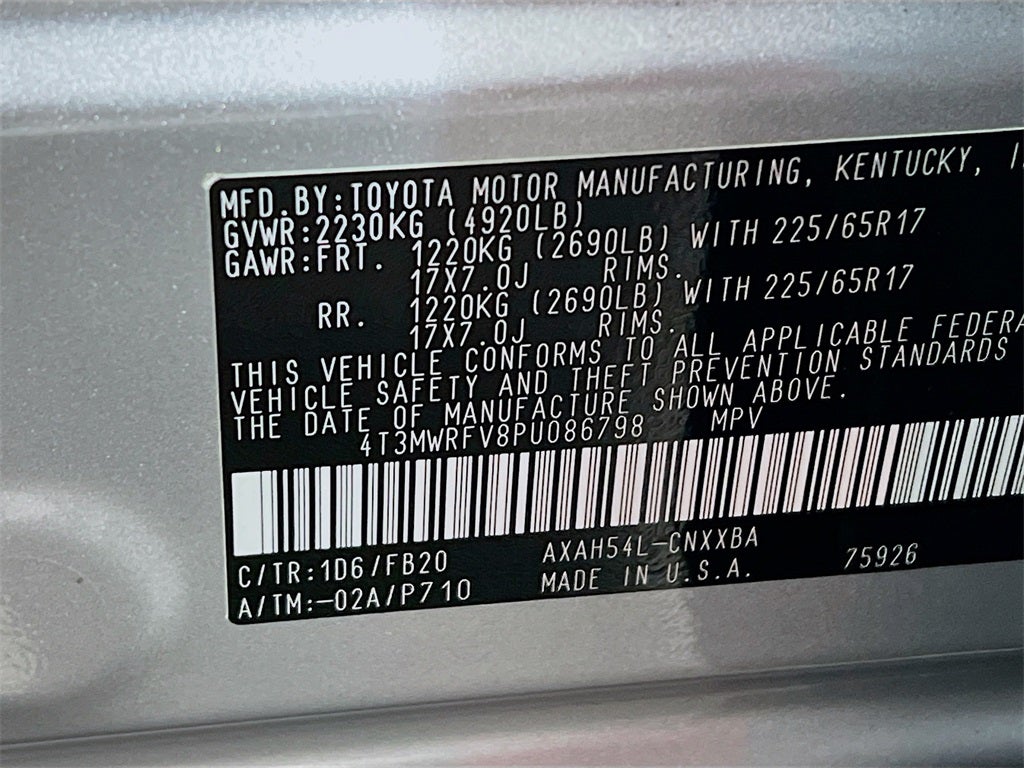 MFD.BY:TOYOTA MOTOR MANUFACTURING, KENTUCKY,
GVWR:2230KG (4920LB)
GAWR:FRT. 1220KG (2690LB) WITH 225/65R17
17X7.0J RIMS.
RR. 1220KG (2690LB) WITH 225/65R17
17X7.0J RIMS.
THIS VEHICLE CONFORMS TO ALL APPLICABLE FEDERA
VEHICLE SAFETY AND THEFT PREVENTION STANDARDS
THE DATE OF MANUFACTURE SHOWN ABOVE.
4T3MWRFV8PU086798 MPV
C/TR:1D6/FB20 AXAH54L-CNXXBA 75926
A/TM:-02A/P710 MADE IN U.S.A.